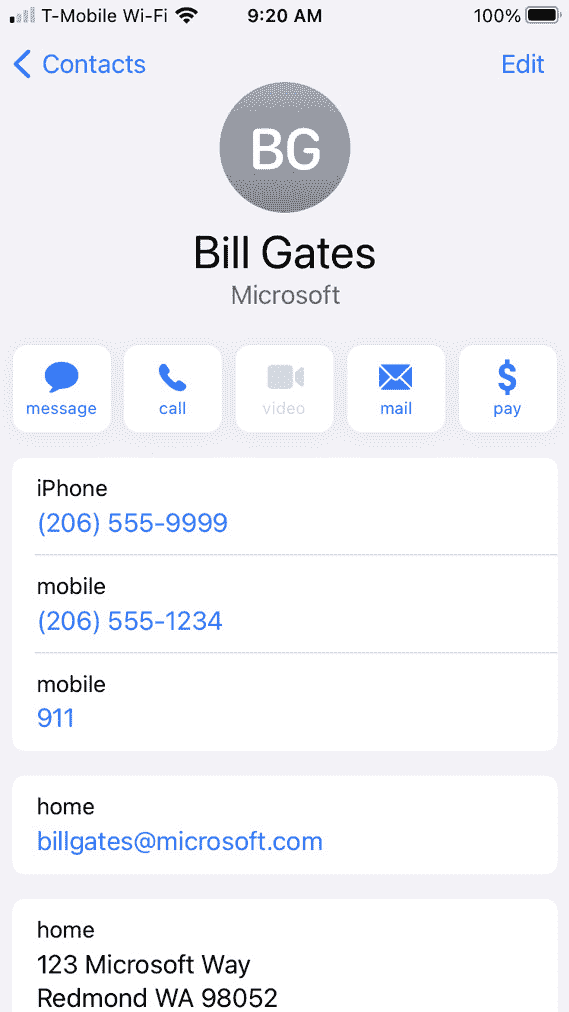 T-Mobile Wi-Fi 9:20 AM 100%
Contacts Edit
BG
Bill Gates
Microsoft
message call video mail pay
iPhone
(206) 555-9999
mobile
(206) 555-1234
mobile
911
home
billgates@microsoft.com
home
123 Microsoft Way
Redmond WA 98052